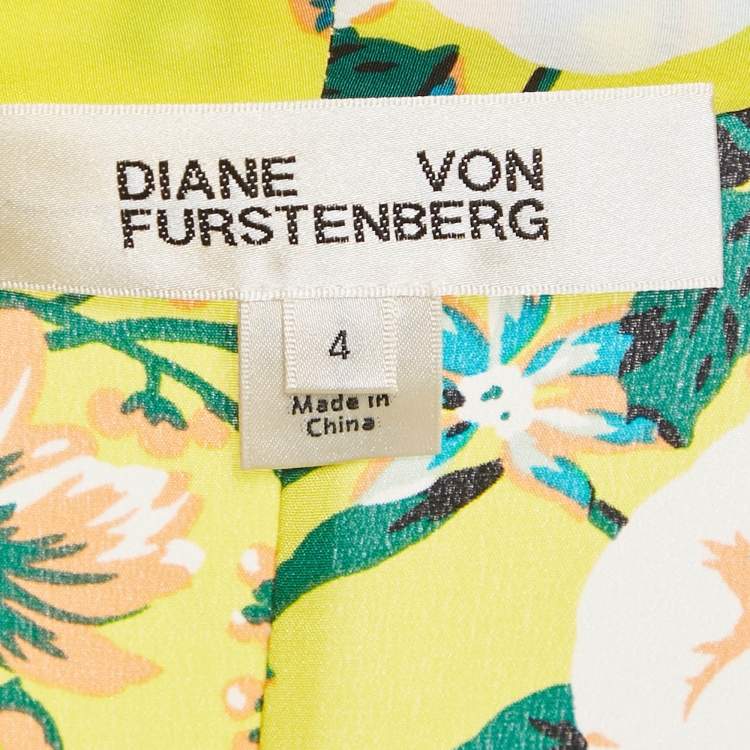 DIANE VON
FURSTENBERG
4
Made in
China